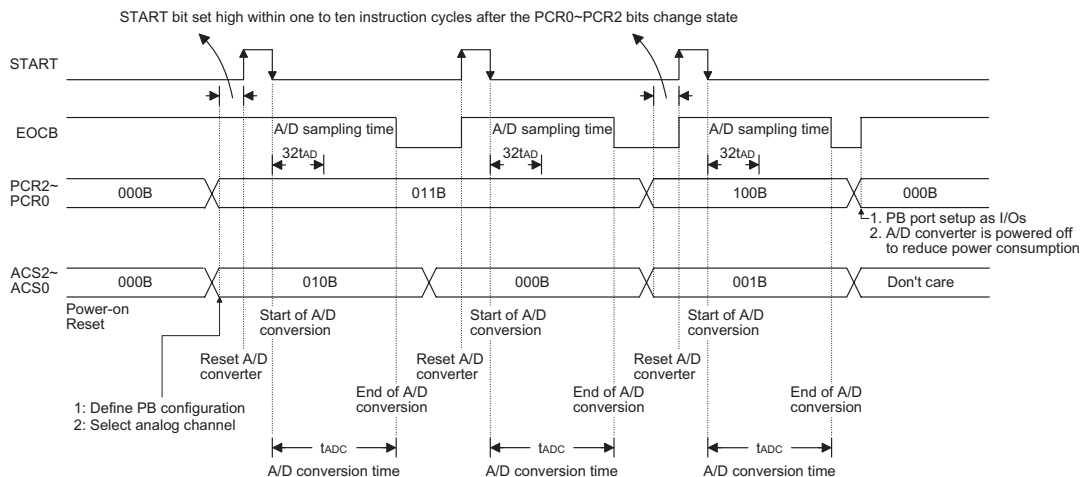 START bit set high within one to ten instruction cycles after the PCR0~PCR2 bits change state
START
EOCB
A/D sampling time
A/D sampling time
A/D sampling time
32tAD
32tAD
32tAD
PCR2~
PCR0
000B
011B
100B
000B
1. PB port setup as I/Os
2. A/D converter is powered off
to reduce power consumption
ACS2~
ACS0
000B
010B
000B
001B
Don't care
Power-on
Reset
Start of A/D
conversion
Start of A/D
conversion
Start of A/D
conversion
Reset A/D
converter
Reset A/D
converter
Reset A/D
converter
1: Define PB configuration
2: Select analog channel
End of A/D
conversion
End of A/D
conversion
End of A/D
conversion
tADC
tADC
tADC
A/D conversion time
A/D conversion time
A/D conversion time